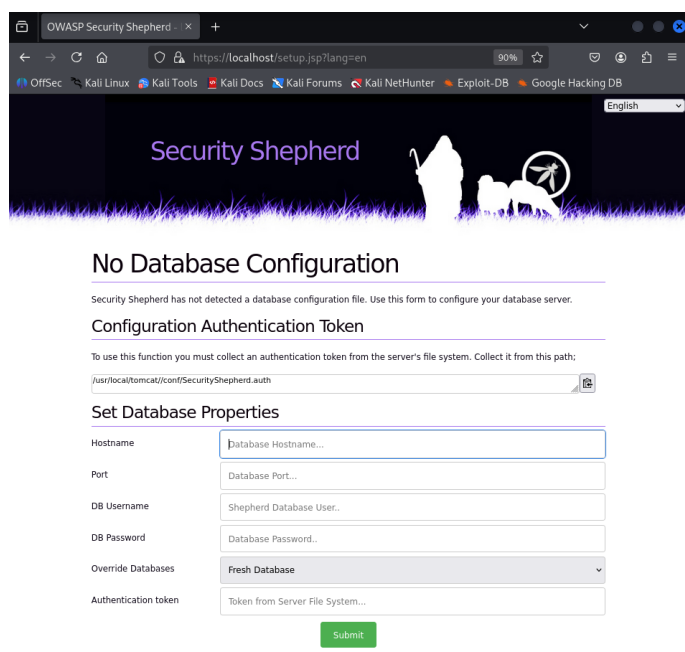 OWASP Security Shepherd -
https://localhost/setup.jsp?lang=en
90%
OffSec Kali Linux Kali Tools Kali Docs Kali Forums Kali NetHunter Exploit-DB Google Hacking DB
English
Security Shepherd
No Database Configuration
Security Shepherd has not detected a database configuration file. Use this form to configure your database server.
Configuration Authentication Token
To use this function you must collect an authentication token from the server's file system. Collect it from this path;
/usr/local/tomcat//conf/SecurityShepherd.auth
Set Database Properties
Hostname Database Hostname...
Port Database Port...
DB Username Shepherd Database User..
DB Password Database Password..
Override Databases Fresh Database
Authentication token Token from Server File System...
Submit